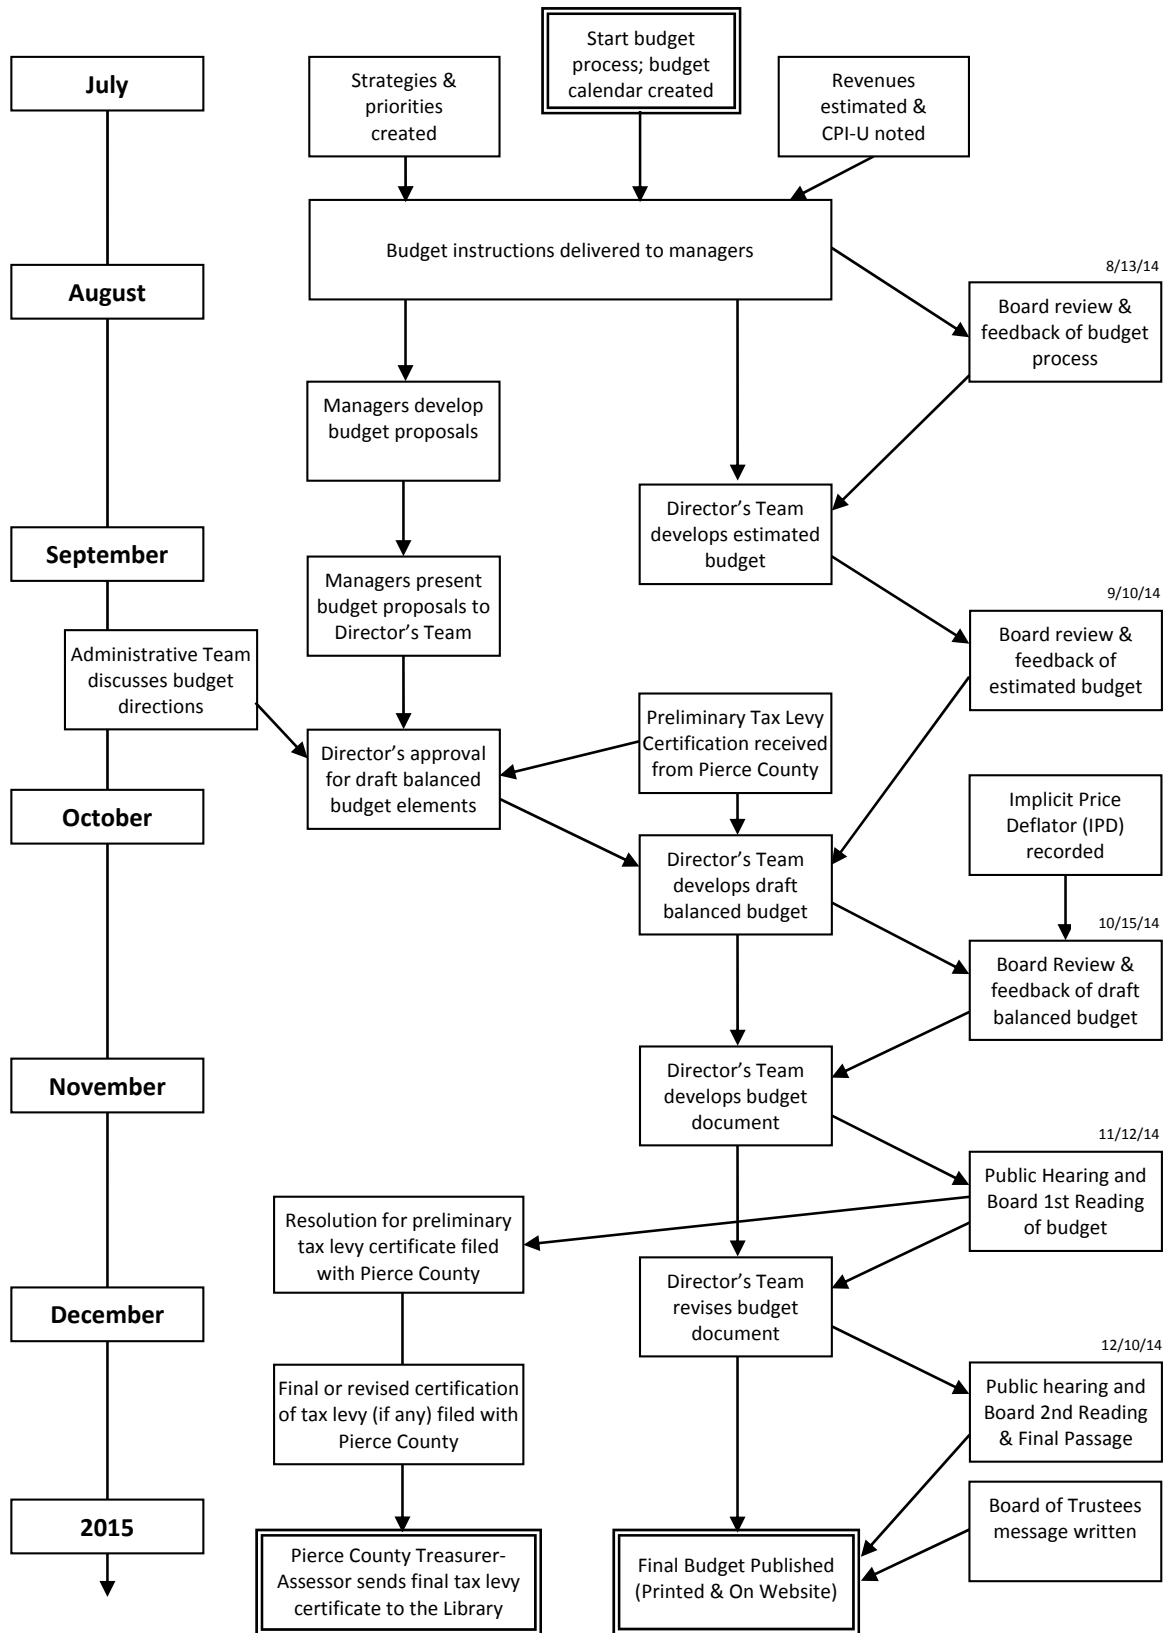 July
August
September
October
November
December
2015
Start budget
process; budget
calendar created
Strategies &
priorities
created
Revenues
estimated &
CPI-U noted
Budget instructions delivered to managers
8/13/14
Board review &
feedback of budget
process
Managers develop
budget proposals
Director’s Team
develops estimated
budget
Managers present
budget proposals to
Director’s Team
9/10/14
Board review &
feedback of
estimated budget
Administrative Team
discusses budget
directions
Preliminary Tax Levy
Certification received
from Pierce County
Director’s approval
for draft balanced
budget elements
Implicit Price
Deflator (IPD)
recorded
Director’s Team
develops draft
balanced budget
10/15/14
Board Review &
feedback of draft
balanced budget
Director’s Team
develops budget
document
11/12/14
Public Hearing and
Board 1st Reading
of budget
Resolution for preliminary
tax levy certificate filed
with Pierce County
Director’s Team
revises budget
document
12/10/14
Public hearing and
Board 2nd Reading
& Final Passage
Final or revised certification
of tax levy (if any) filed with
Pierce County
Board of Trustees
message written
Pierce County Treasurer-
Assessor sends final tax levy
certificate to the Library
Final Budget Published
(Printed & On Website)